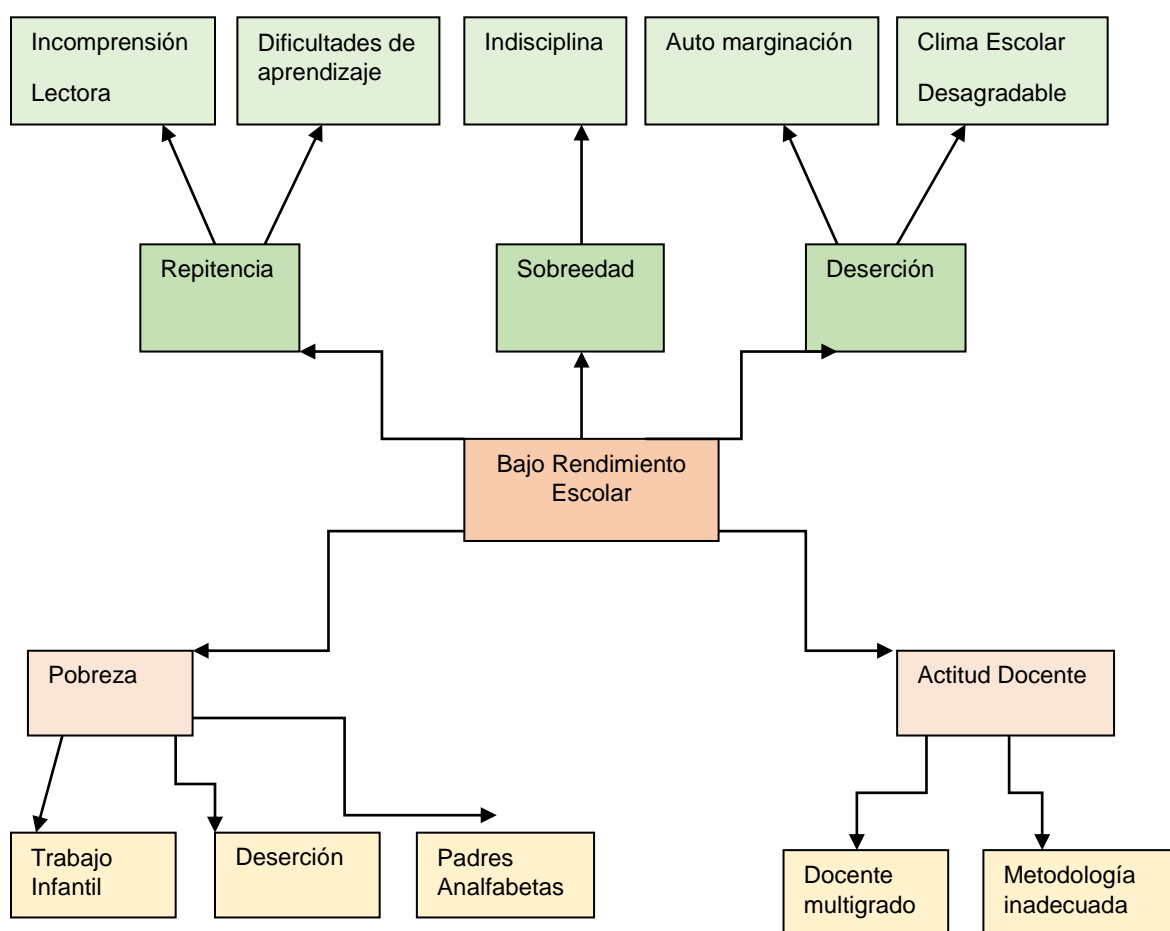 Incomprensión
Lectora
Dificultades de
aprendizaje
Indisciplina
Auto marginación
Clima Escolar
Desagradable
Repitencia
Sobreedad
Deserción
Bajo Rendimiento
Escolar
Pobreza
Actitud Docente
Trabajo
Infantil
Deserción
Padres
Analfabetas
Docente
multigrado
Metodología
inadecuada